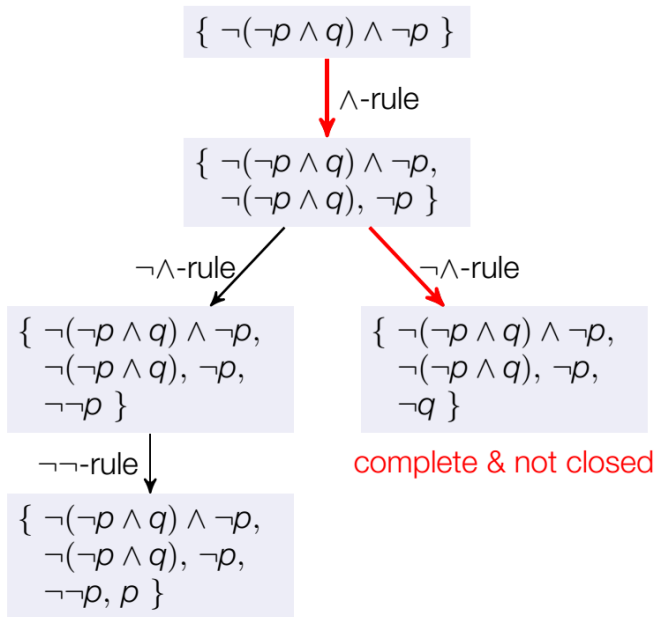 { ¬(¬p ∧ q) ∧ ¬p }
∧-rule
{ ¬(¬p ∧ q) ∧ ¬p,
¬(¬p ∧ q), ¬p }
¬∧-rule
¬∧-rule
{ ¬(¬p ∧ q) ∧ ¬p,
¬(¬p ∧ q), ¬p,
¬¬p }
{ ¬(¬p ∧ q) ∧ ¬p,
¬(¬p ∧ q), ¬p,
¬q }
complete & not closed
¬¬-rule
{ ¬(¬p ∧ q) ∧ ¬p,
¬(¬p ∧ q), ¬p,
¬¬p, p }